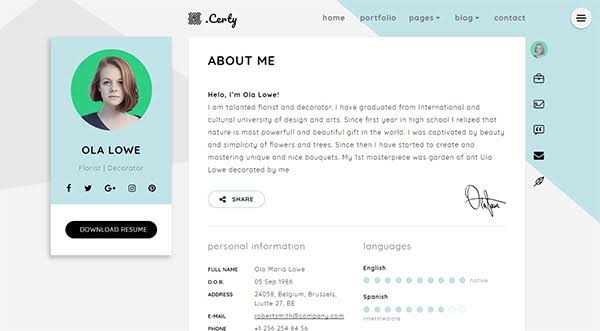 .Certy
home portfolio pages blog contact
OLA LOWE
Florist | Decorator
DOWNLOAD RESUME
ABOUT ME
Helo, I'm Ola Lowe!
I am talanted florist and decorator. I have graduated from International and
cultural university of design and arts. Since first year in high school I relized that
nature is most powerfull and beautiful gift in the world. I was captivated by beauty
and simplicity of flowers and trees. Since then I have started to create and
mastering unique and nice bouquets. My 1st masterpiece was garden of ant Ula
Lowe decorated by me
SHARE
personal information
FULL NAME Ola Maria Lowe
D.O.B. 05 Sep 1986
ADDRESS 24058, Belgium, Brussels,
Liutte 27, BE
E-MAIL robertsmith@company.com
PHONE +1 256 254 84 56
languages
English
native
Spanish
intermediate